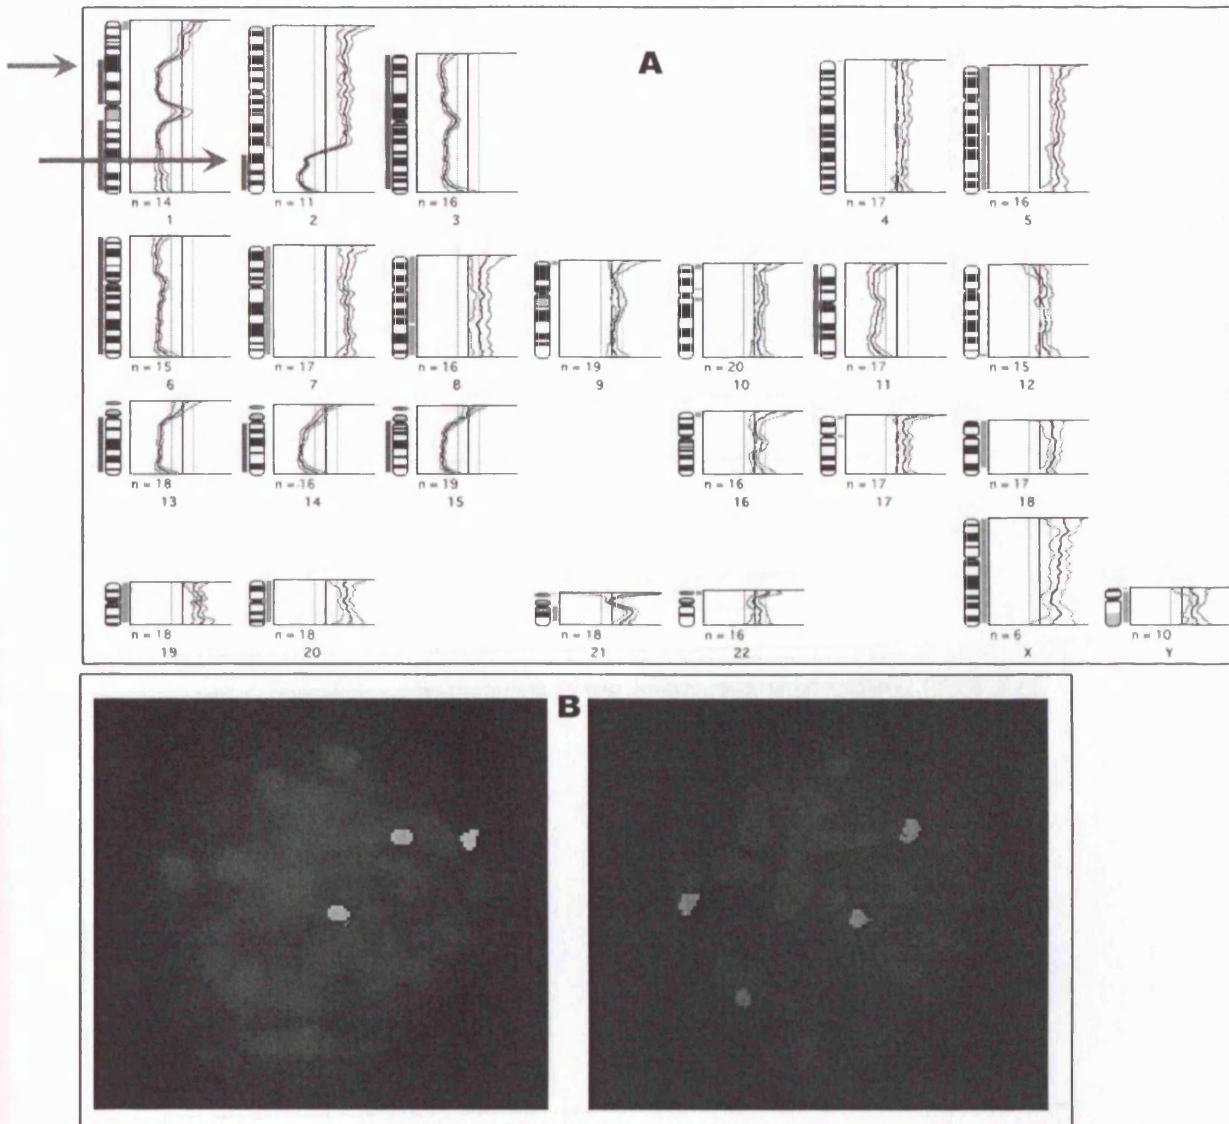 A
n = 14
1
n = 11
2
n = 16
3
n = 17
4
n = 16
5
n = 15
6
n = 17
7
n = 16
8
n = 19
9
n = 20
10
n = 17
11
n = 15
12
n = 18
13
n = 16
14
n = 19
15
n = 16
16
n = 17
17
n = 17
18
n = 18
19
n = 18
20
n = 18
21
n = 16
22
n = 6
X
n = 10
Y
B